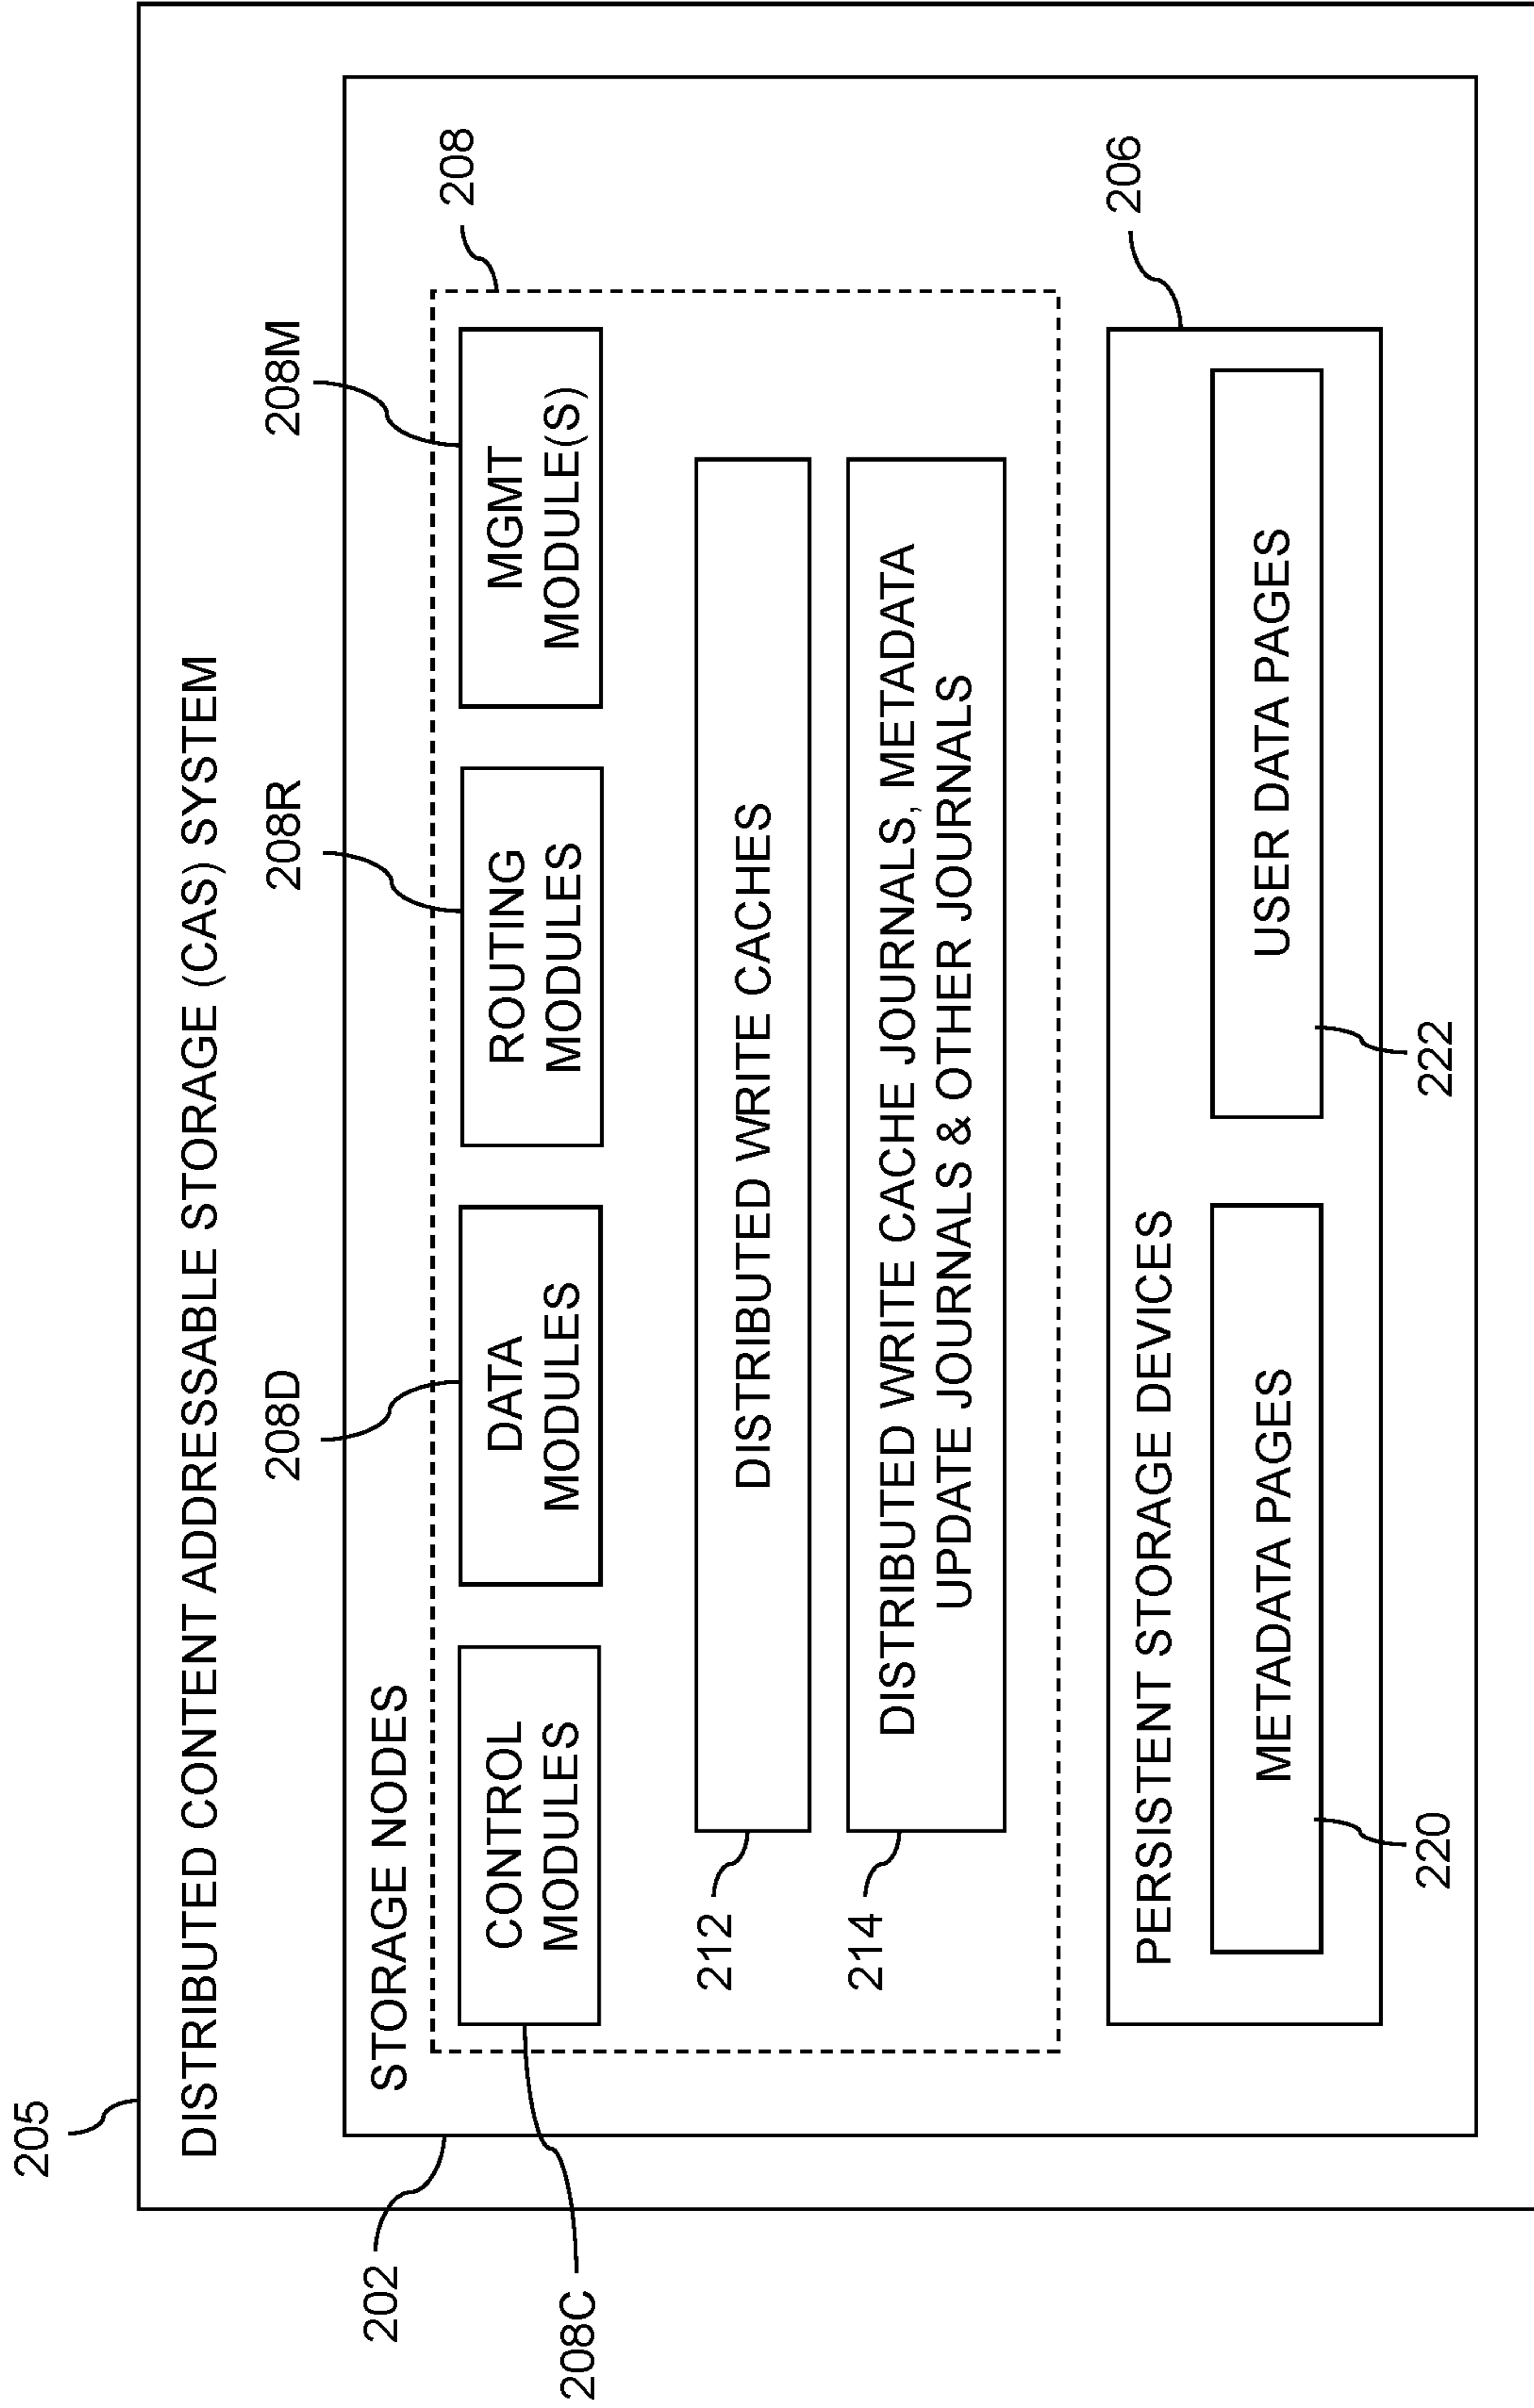 205
DISTRIBUTED CONTENT ADDRESSABLE STORAGE (CAS) SYSTEM
208D
208R
208M
202
STORAGE NODES
208
208C
CONTROL
MODULES
DATA
MODULES
ROUTING
MODULES
MGMT
MODULE(S)
212
DISTRIBUTED WRITE CACHES
214
DISTRIBUTED WRITE CACHE JOURNALS, METADATA
UPDATE JOURNALS & OTHER JOURNALS
206
PERSISTENT STORAGE DEVICES
METADATA PAGES
USER DATA PAGES
220
222